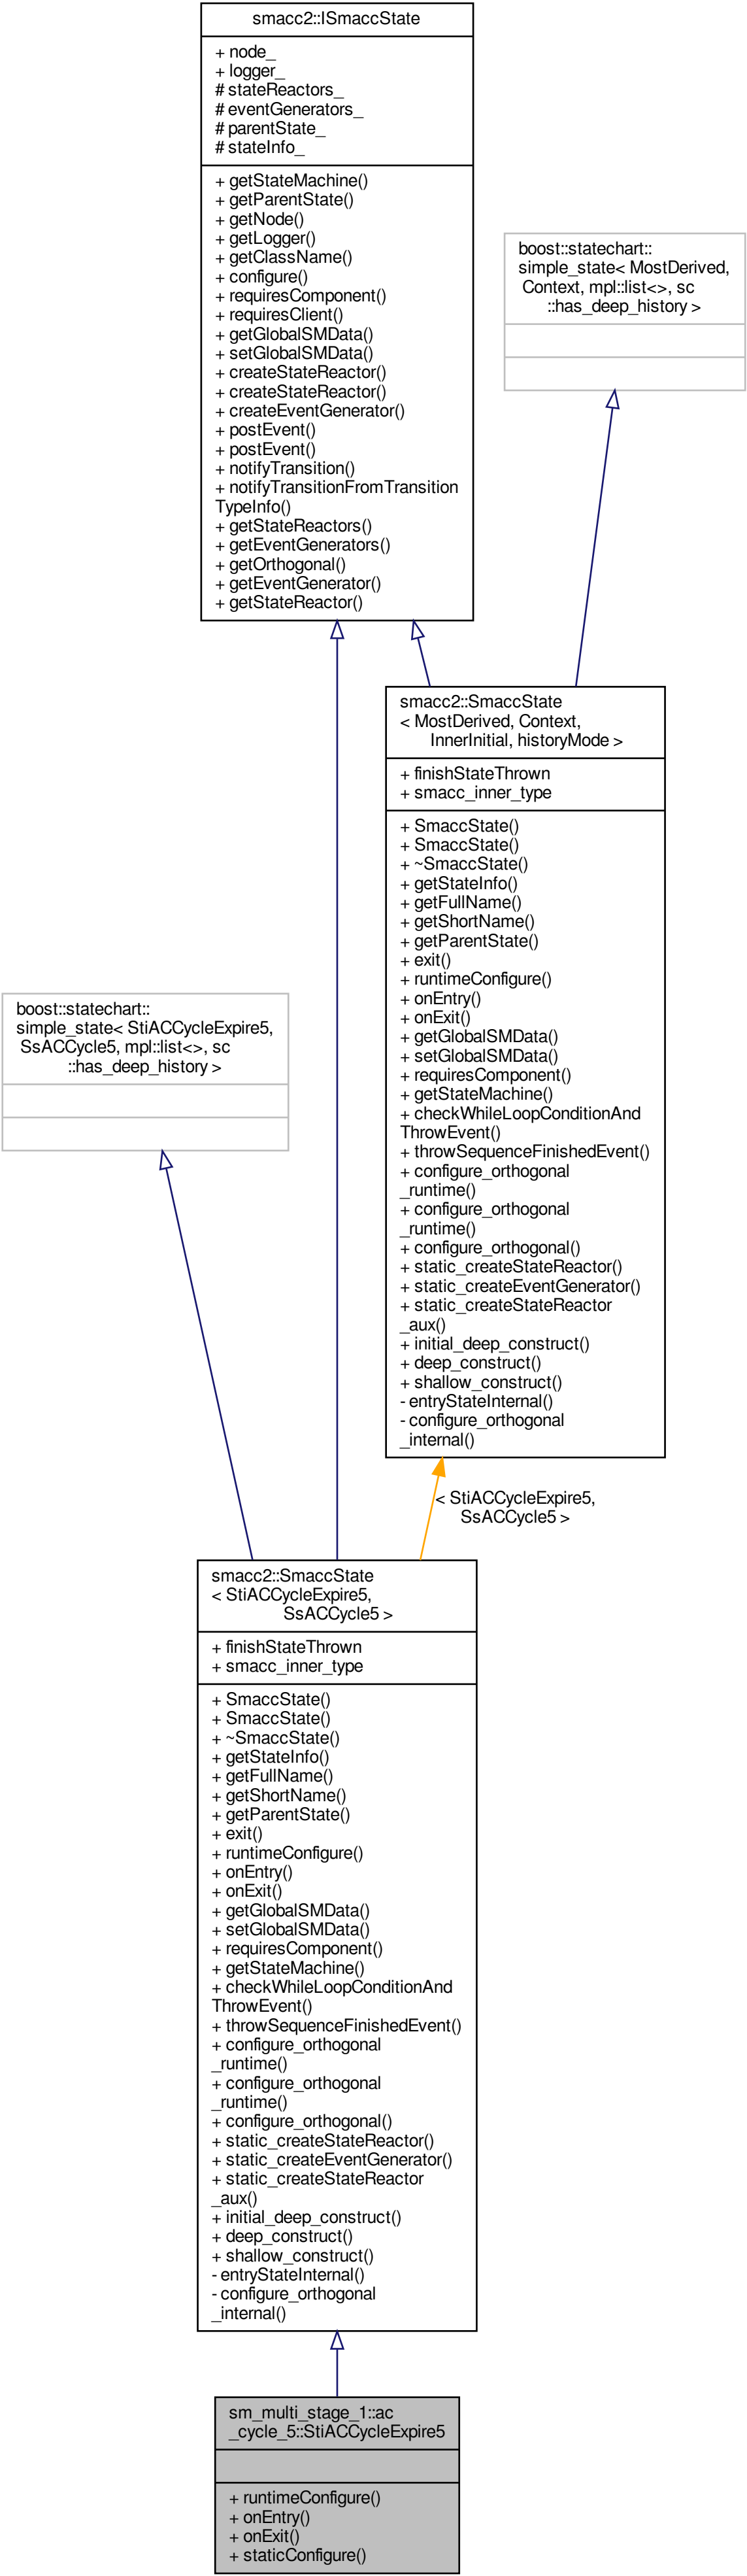 smacc2::ISmaccState
+ node_
+ logger_
# stateReactors_
# eventGenerators_
# parentState_
# stateInfo_
+ getStateMachine()
+ getParentState()
+ getNode()
+ getLogger()
+ getClassName()
+ configure()
+ requiresComponent()
+ requiresClient()
+ getGlobalSMData()
+ setGlobalSMData()
+ createStateReactor()
+ createStateReactor()
+ createEventGenerator()
+ postEvent()
+ postEvent()
+ notifyTransition()
+ notifyTransitionFromTransition
TypeInfo()
+ getStateReactors()
+ getEventGenerators()
+ getOrthogonal()
+ getEventGenerator()
+ getStateReactor()
boost::statechart::
simple_state< MostDerived,
Context, mpl::list<>, sc
::has_deep_history >
smacc2::SmaccState
< MostDerived, Context,
InnerInitial, historyMode >
+ finishStateThrown
+ smacc_inner_type
+ SmaccState()
+ SmaccState()
+ ~SmaccState()
+ getStateInfo()
+ getFullName()
+ getShortName()
+ getParentState()
+ exit()
+ runtimeConfigure()
+ onEntry()
+ onExit()
+ getGlobalSMData()
+ setGlobalSMData()
+ requiresComponent()
+ getStateMachine()
+ checkWhileLoopConditionAnd
ThrowEvent()
+ throwSequenceFinishedEvent()
+ configure_orthogonal
_runtime()
+ configure_orthogonal
_runtime()
+ configure_orthogonal()
+ static_createStateReactor()
+ static_createEventGenerator()
+ static_createStateReactor
_aux()
+ initial_deep_construct()
+ deep_construct()
+ shallow_construct()
- entryStateInternal()
- configure_orthogonal
_internal()
boost::statechart::
simple_state< StiACCycleExpire5,
SsACCycle5, mpl::list<>, sc
::has_deep_history >
< StiACCycleExpire5,
SsACCycle5 >
smacc2::SmaccState
< StiACCycleExpire5,
SsACCycle5 >
+ finishStateThrown
+ smacc_inner_type
+ SmaccState()
+ SmaccState()
+ ~SmaccState()
+ getStateInfo()
+ getFullName()
+ getShortName()
+ getParentState()
+ exit()
+ runtimeConfigure()
+ onEntry()
+ onExit()
+ getGlobalSMData()
+ setGlobalSMData()
+ requiresComponent()
+ getStateMachine()
+ checkWhileLoopConditionAnd
ThrowEvent()
+ throwSequenceFinishedEvent()
+ configure_orthogonal
_runtime()
+ configure_orthogonal
_runtime()
+ configure_orthogonal()
+ static_createStateReactor()
+ static_createEventGenerator()
+ static_createStateReactor
_aux()
+ initial_deep_construct()
+ deep_construct()
+ shallow_construct()
- entryStateInternal()
- configure_orthogonal
_internal()
sm_multi_stage_1::ac
_cycle_5::StiACCycleExpire5
+ runtimeConfigure()
+ onEntry()
+ onExit()
+ staticConfigure()